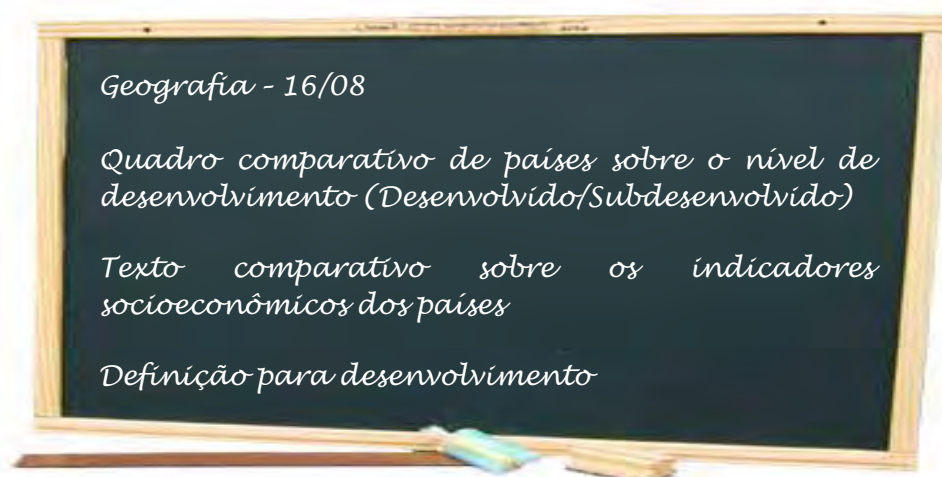 Geografia - 16/08
Quadro comparativo de países sobre o nível de
desenvolvimento (Desenvolvido/Subdesenvolvido)
Texto comparativo sobre os indicadores
socioeconômicos dos países
Definição para desenvolvimento